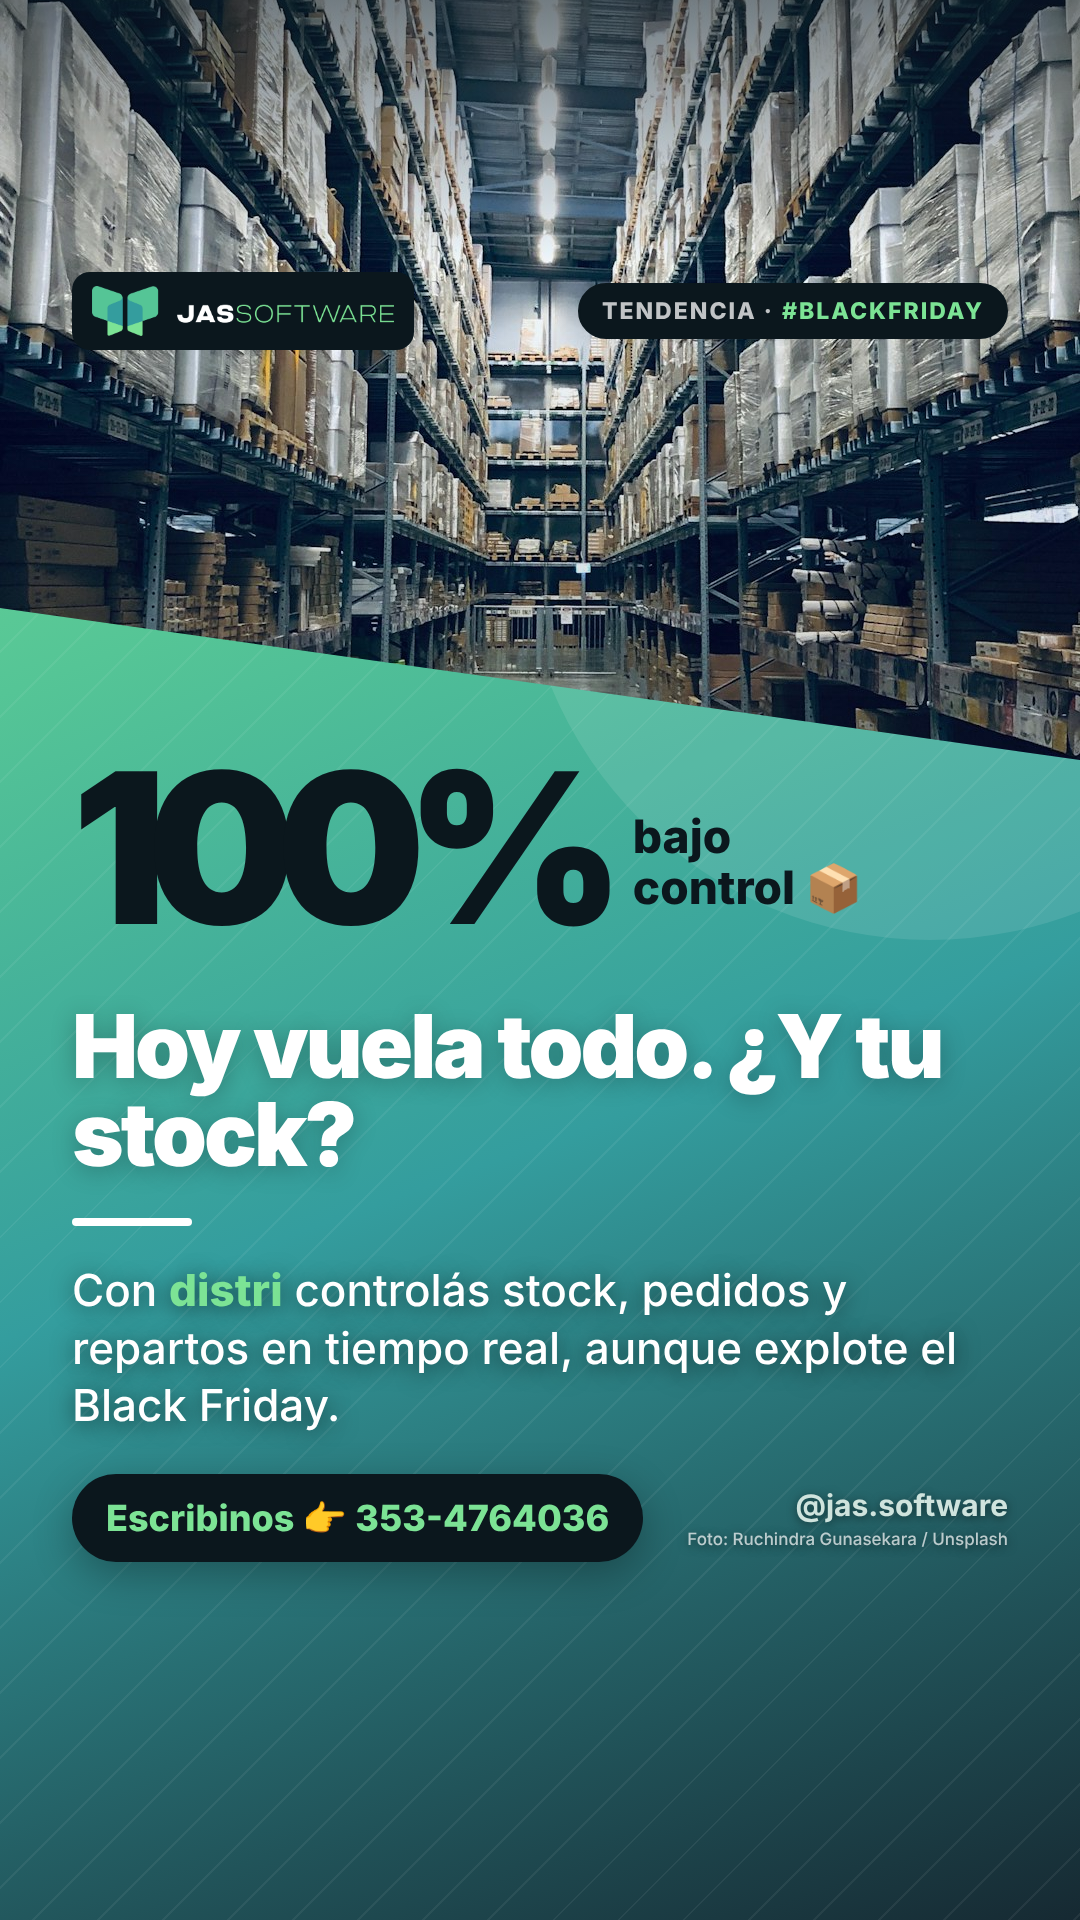 JASSOFTWARE
TENDENCIA · #BLACKFRIDAY
100%
bajo
control 📦
Hoy vuela todo. ¿Y tu
stock?
Con distri controlás stock, pedidos y
repartos en tiempo real, aunque explote el
Black Friday.
Escribinos 👉 353-4764036
@jas.software
Foto: Ruchindra Gunasekara / Unsplash